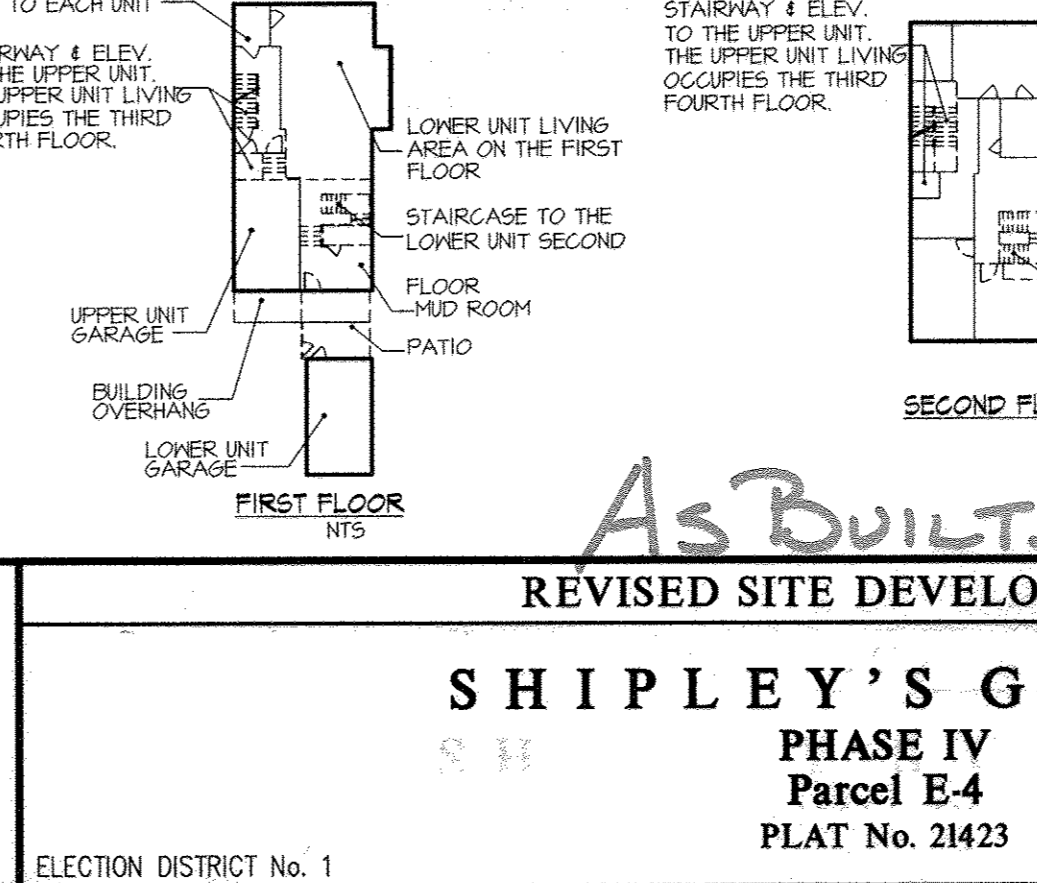 TO EACH UNIT
RWAY & ELEV.
HE UPPER UNIT.
UPPER UNIT LIVING
UPIES THE THIRD
RTH FLOOR.
LOWER UNIT LIVING
AREA ON THE FIRST
FLOOR
STAIRCASE TO THE
LOWER UNIT SECOND
FLOOR
MUD ROOM
PATIO
UPPER UNIT
GARAGE
BUILDING
OVERHANG
LOWER UNIT
GARAGE
FIRST FLOOR
NTS
STAIRWAY & ELEV.
TO THE UPPER UNIT.
THE UPPER UNIT LIVING
OCCUPIES THE THIRD
FOURTH FLOOR.
SECOND FL
AS BUILT.
REVISED SITE DEVELO
SHIPLEY'S G
PHASE IV
Parcel E-4
PLAT No. 21423
ELECTION DISTRICT No. 1